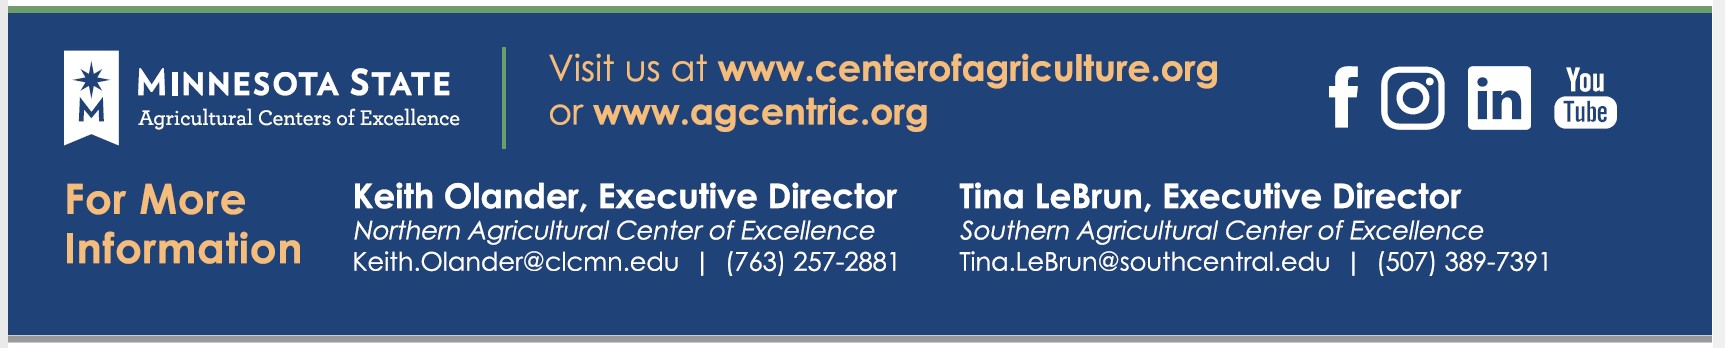 M
MINNESOTA STATE
Agricultural Centers of Excellence
Visit us at www.centerofagriculture.org
or www.agcentric.org
f
in
You
Tube
For More
Information
Keith Olander, Executive Director
Northern Agricultural Center of Excellence
Keith.Olander@clcmn.edu | (763) 257-2881
Tina LeBrun, Executive Director
Southern Agricultural Center of Excellence
Tina.LeBrun@southcentral.edu | (507) 389-7391